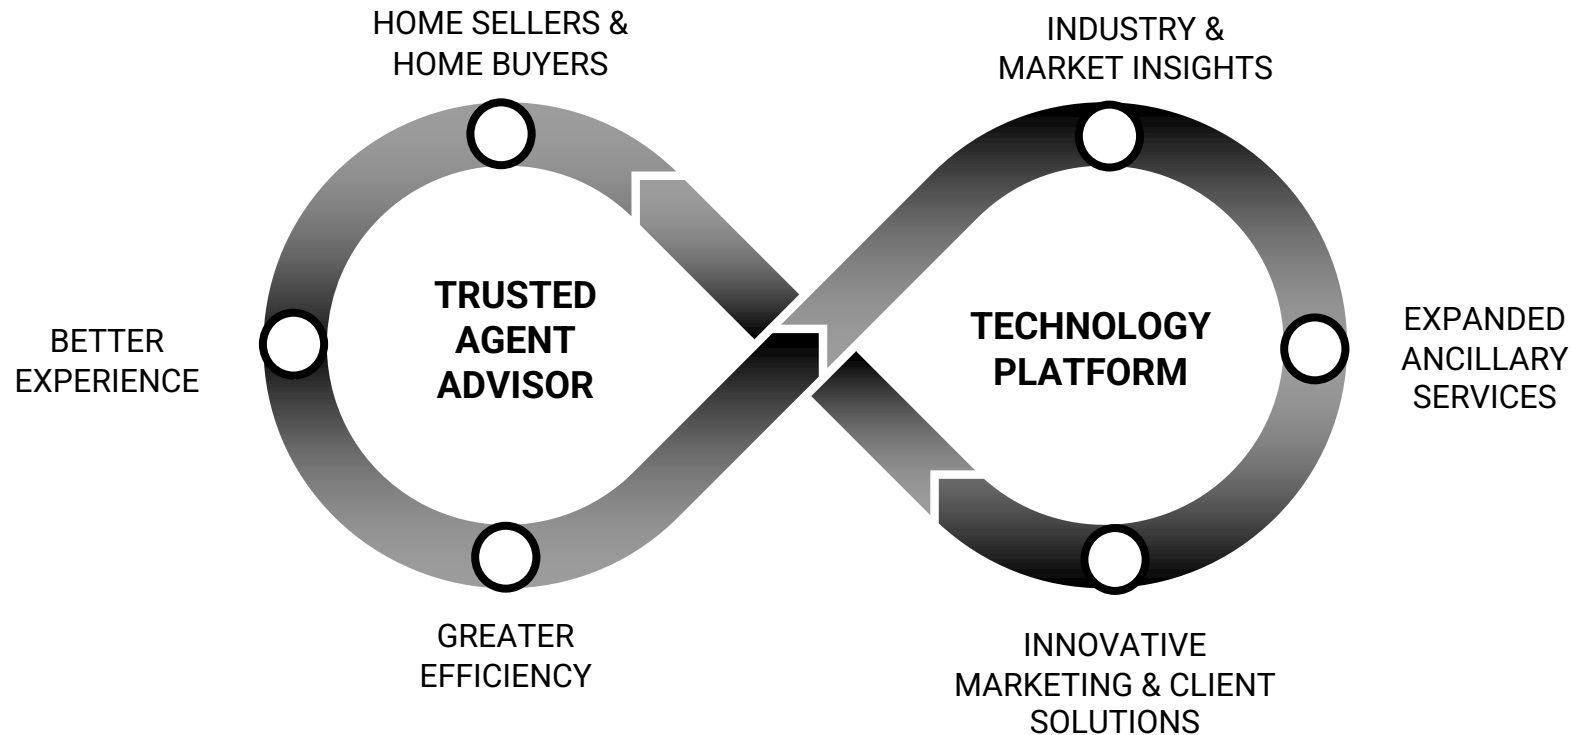 HOME SELLERS &
HOME BUYERS
INDUSTRY &
MARKET INSIGHTS
TRUSTED
AGENT
ADVISOR
TECHNOLOGY
PLATFORM
BETTER
EXPERIENCE
EXPANDED
ANCILLARY
SERVICES
GREATER
EFFICIENCY
INNOVATIVE
MARKETING & CLIENT
SOLUTIONS